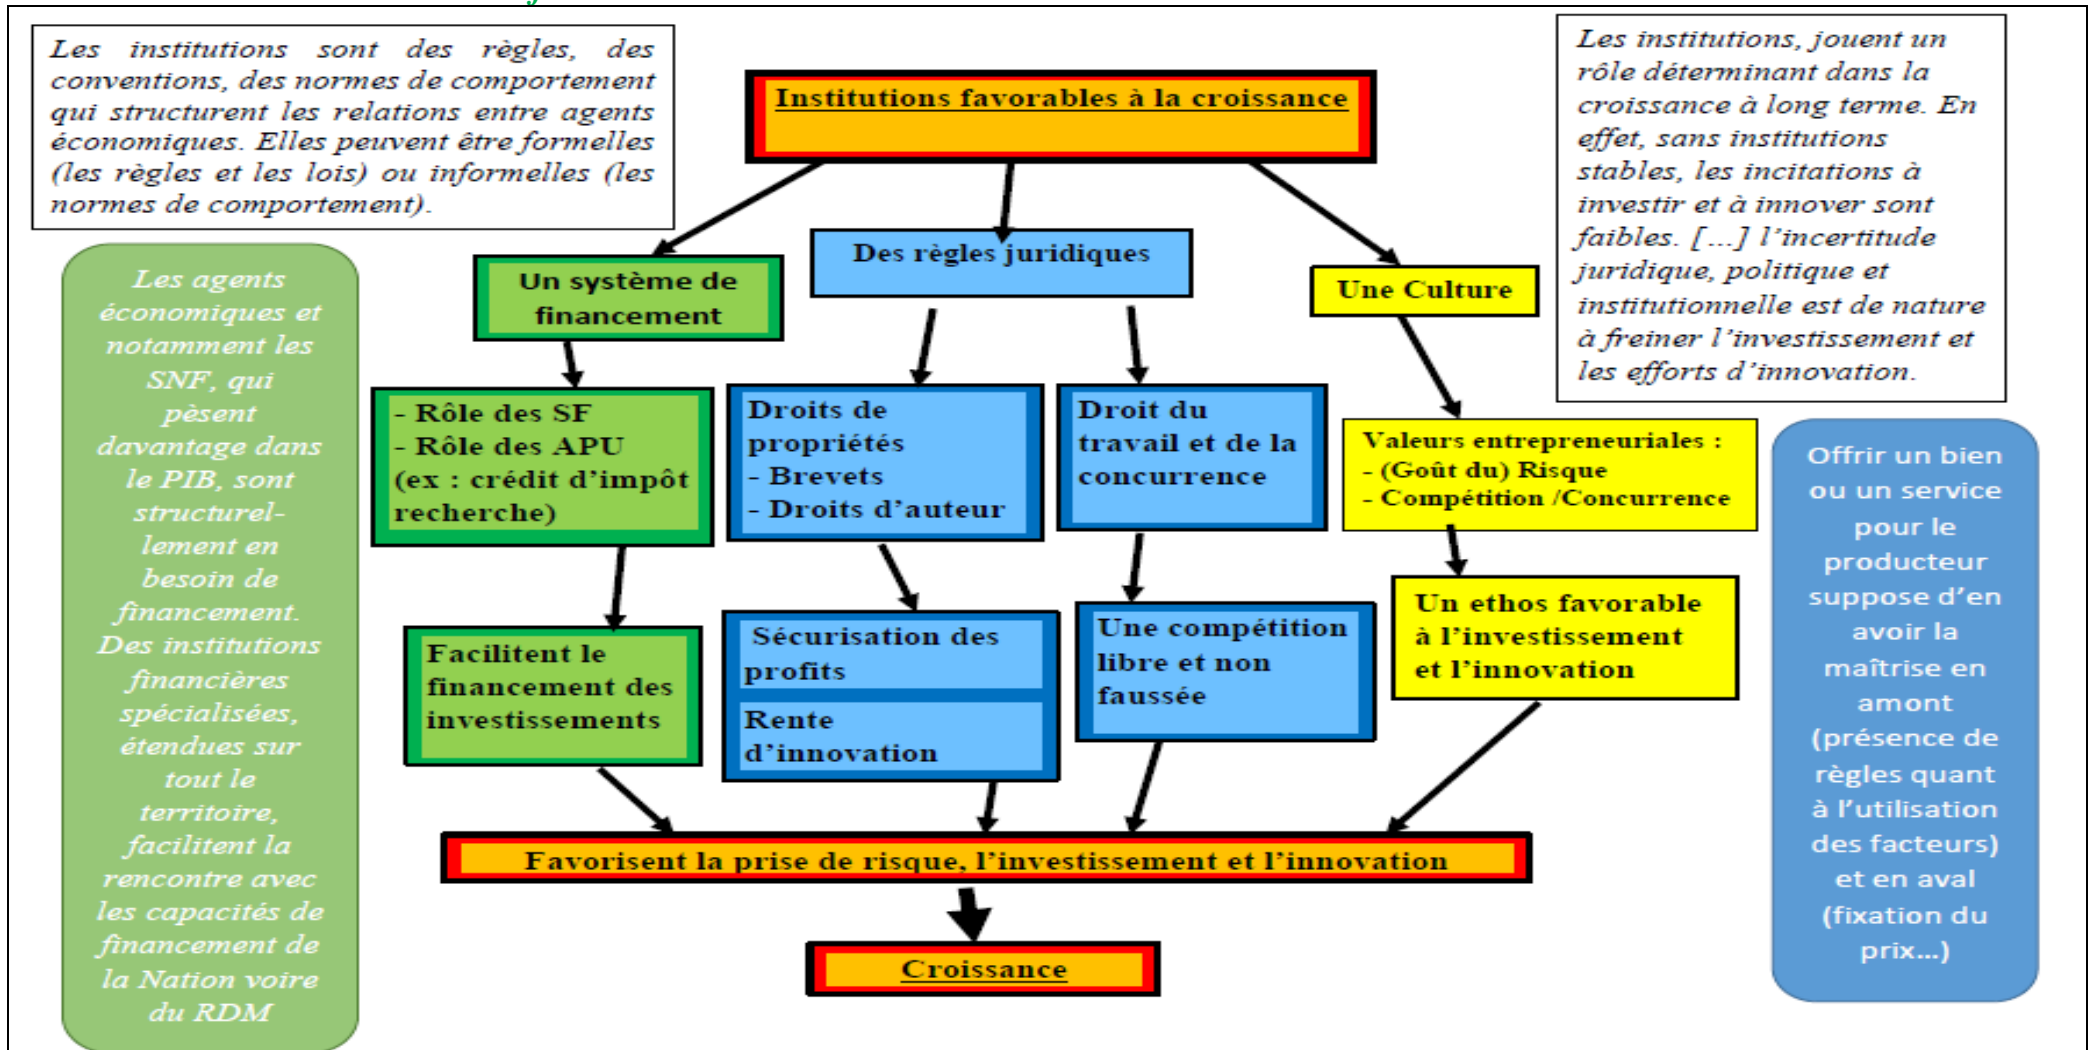 Les institutions sont des règles, des
conventions, des normes de comportement
qui structurent les relations entre agents
économiques. Elles peuvent être formelles
(les règles et les lois) ou informelles (les
normes de comportement).
Institutions favorables à la croissance
Les institutions, jouent un
rôle déterminant dans la
croissance à long terme. En
effet, sans institutions
stables, les incitations à
investir et à innover sont
faibles. [...] l'incertitude
juridique, politique et
institutionnelle est de nature
à freiner l'investissement et
les efforts d'innovation.
Les agents
économiques et
notamment les
SNF, qui
pèsent
davantage dans
le PIB, sont
structurel-
lement en
besoin de
financement.
Des institutions
financières
spécialisées,
étendues sur
tout le
territoire,
facilitent la
rencontre avec
les capacités de
financement de
la Nation voire
du RDM
Un système de
financement
Des règles juridiques
Une Culture
- Rôle des SF
- Rôle des APU
(ex : crédit d'impôt
recherche)
Droits de
propriétés
- Brevets
- Droits d'auteur
Droit du
travail et de la
concurrence
Valeurs entrepreneuriales :
- (Goût du) Risque
- Compétition /Concurrence
Facilitent le
financement des
investissements
Sécurisation des
profits
Rente
d'innovation
Une compétition
libre et non
faussée
Un ethos favorable
à l'investissement
et l'innovation
Offrir un bien
ou un service
pour le
producteur
suppose d'en
avoir la
maîtrise en
amont
(présence de
règles quant
à l'utilisation
des facteurs)
et en aval
(fixation du
prix...)
Favorisent la prise de risque, l'investissement et l'innovation
Croissance